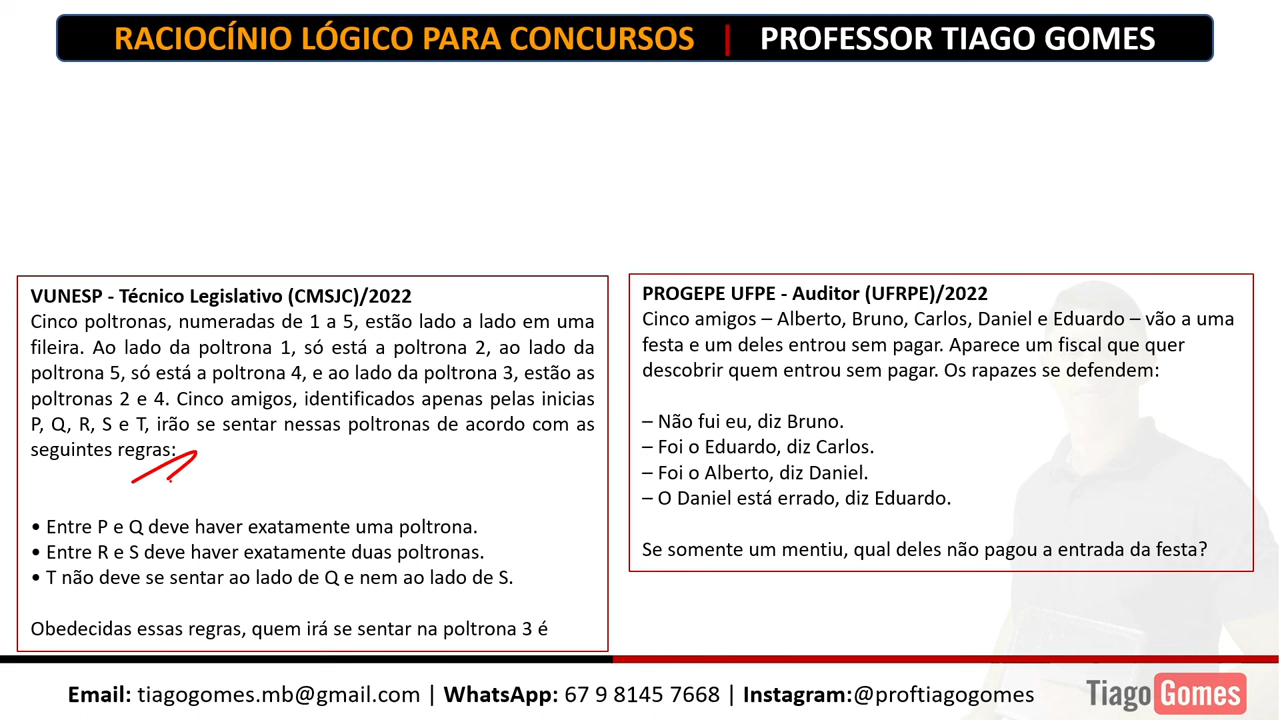 RACIOCÍNIO LÓGICO PARA CONCURSOS | PROFESSOR TIAGO GOMES
VUNESP - Técnico Legislativo (CMSJC)/2022
Cinco poltronas, numeradas de 1 a 5, estão lado a lado em uma
fileira. Ao lado da poltrona 1, só está a poltrona 2, ao lado da
poltrona 5, só está a poltrona 4, e ao lado da poltrona 3, estão as
poltronas 2 e 4. Cinco amigos, identificados apenas pelas inicias
P, Q, R, S e T, irão se sentar nessas poltronas de acordo com as
seguintes regras:
• Entre P e Q deve haver exatamente uma poltrona.
• Entre R e S deve haver exatamente duas poltronas.
• T não deve se sentar ao lado de Q e nem ao lado de S.
Obedecidas essas regras, quem irá se sentar na poltrona 3 é
PROGEPE UFPE - Auditor (UFRPE)/2022
Cinco amigos – Alberto, Bruno, Carlos, Daniel e Eduardo – vão a uma
festa e um deles entrou sem pagar. Aparece um fiscal que quer
descobrir quem entrou sem pagar. Os rapazes se defendem:
– Não fui eu, diz Bruno.
– Foi o Eduardo, diz Carlos.
– Foi o Alberto, diz Daniel.
– O Daniel está errado, diz Eduardo.
Se somente um mentiu, qual deles não pagou a entrada da festa?
Email: tiagogomes.mb@gmail.com | WhatsApp: 67 9 8145 7668 | Instagram:@proftiagogomes
Tiago Gomes